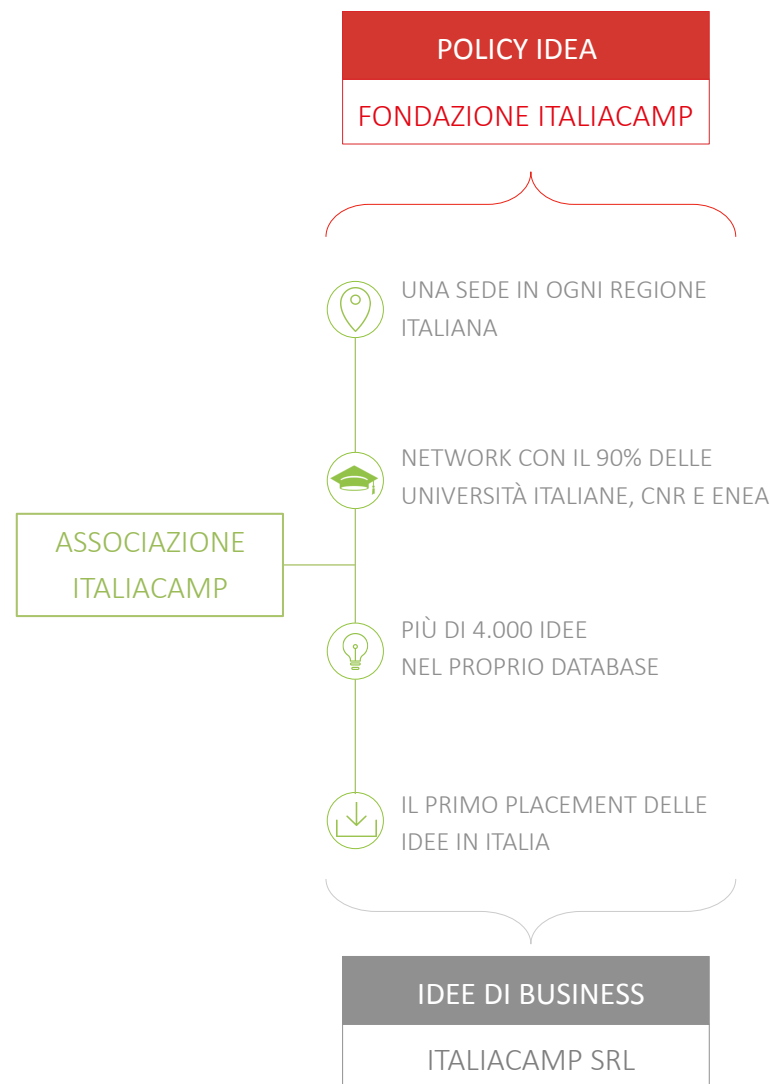 POLICY IDEA
FONDAZIONE ITALIACAMP
UNA SEDE IN OGNI REGIONE
ITALIANA
NETWORK CON IL 90% DELLE
UNIVERSITÀ ITALIANE, CNR E ENEA
ASSOCIAZIONE
ITALIACAMP
PIÙ DI 4.000 IDEE
NEL PROPRIO DATABASE
IL PRIMO PLACEMENT DELLE
IDEE IN ITALIA
IDEE DI BUSINESS
ITALIACAMP SRL